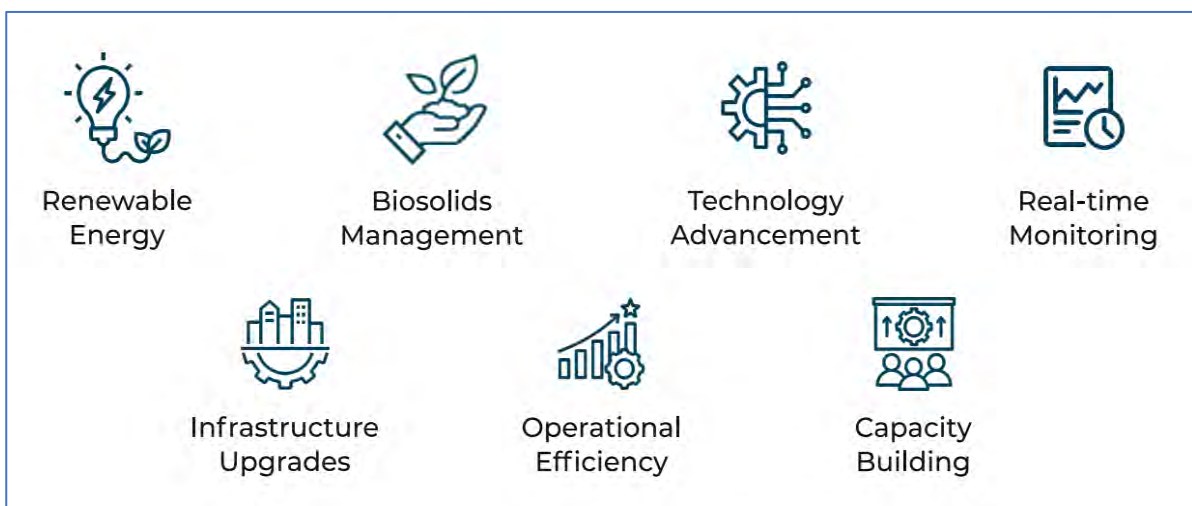 Renewable
Energy
Biosolids
Management
Technology
Advancement
Real-time
Monitoring
Infrastructure
Upgrades
Operational
Efficiency
Capacity
Building